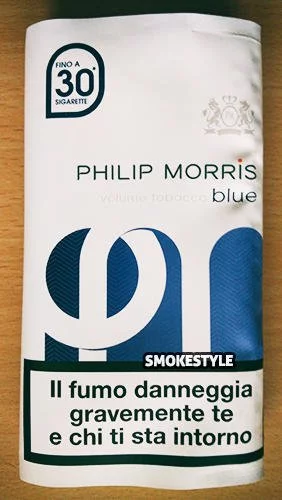 FINO A
30*
SIGARETTE
PHILIP MORRIS
volume tobacco blue
SMOKESTYLE
Il fumo danneggia
gravemente te
e chi ti sta intorno